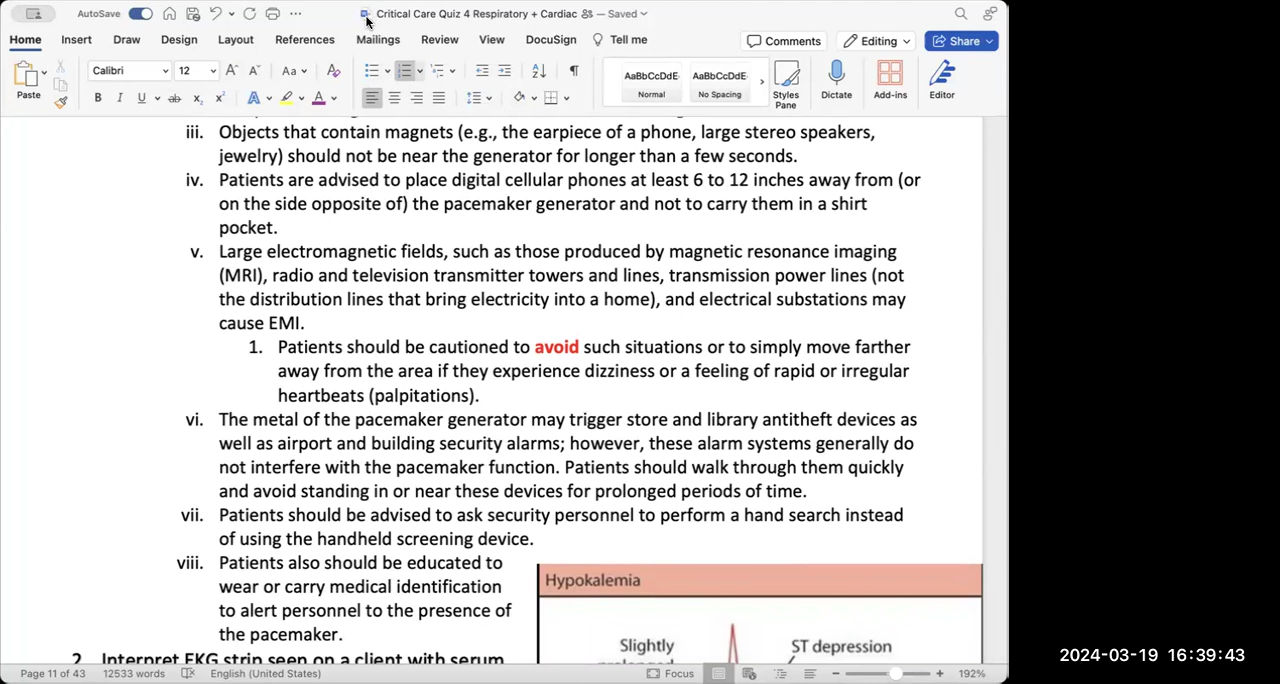 AutoSave
Critical Care Quiz 4 Respiratory + Cardiac — Saved
Home Insert Draw Design Layout References Mailings Review View DocuSign Tell me Comments Editing Share
Paste
Calibri 12 A A Aa A
B I U ab x₂ x² A A
AaBbCcDdE AaBbCcDdE
Normal No Spacing
Styles Pane
Dictate
Add-ins
Editor
iii. Objects that contain magnets (e.g., the earpiece of a phone, large stereo speakers,
jewelry) should not be near the generator for longer than a few seconds.
iv. Patients are advised to place digital cellular phones at least 6 to 12 inches away from (or
on the side opposite of) the pacemaker generator and not to carry them in a shirt
pocket.
v. Large electromagnetic fields, such as those produced by magnetic resonance imaging
(MRI), radio and television transmitter towers and lines, transmission power lines (not
the distribution lines that bring electricity into a home), and electrical substations may
cause EMI.
1. Patients should be cautioned to avoid such situations or to simply move farther
away from the area if they experience dizziness or a feeling of rapid or irregular
heartbeats (palpitations).
vi. The metal of the pacemaker generator may trigger store and library antitheft devices as
well as airport and building security alarms; however, these alarm systems generally do
not interfere with the pacemaker function. Patients should walk through them quickly
and avoid standing in or near these devices for prolonged periods of time.
vii. Patients should be advised to ask security personnel to perform a hand search instead
of using the handheld screening device.
viii. Patients also should be educated to
wear or carry medical identification
to alert personnel to the presence of
the pacemaker.
Hypokalemia
Slightly
ST depression
2. Interpret EKG strip seen on a client with serum
Page 11 of 43 12533 words English (United States) Focus 192%
2024-03-19 16:39:43